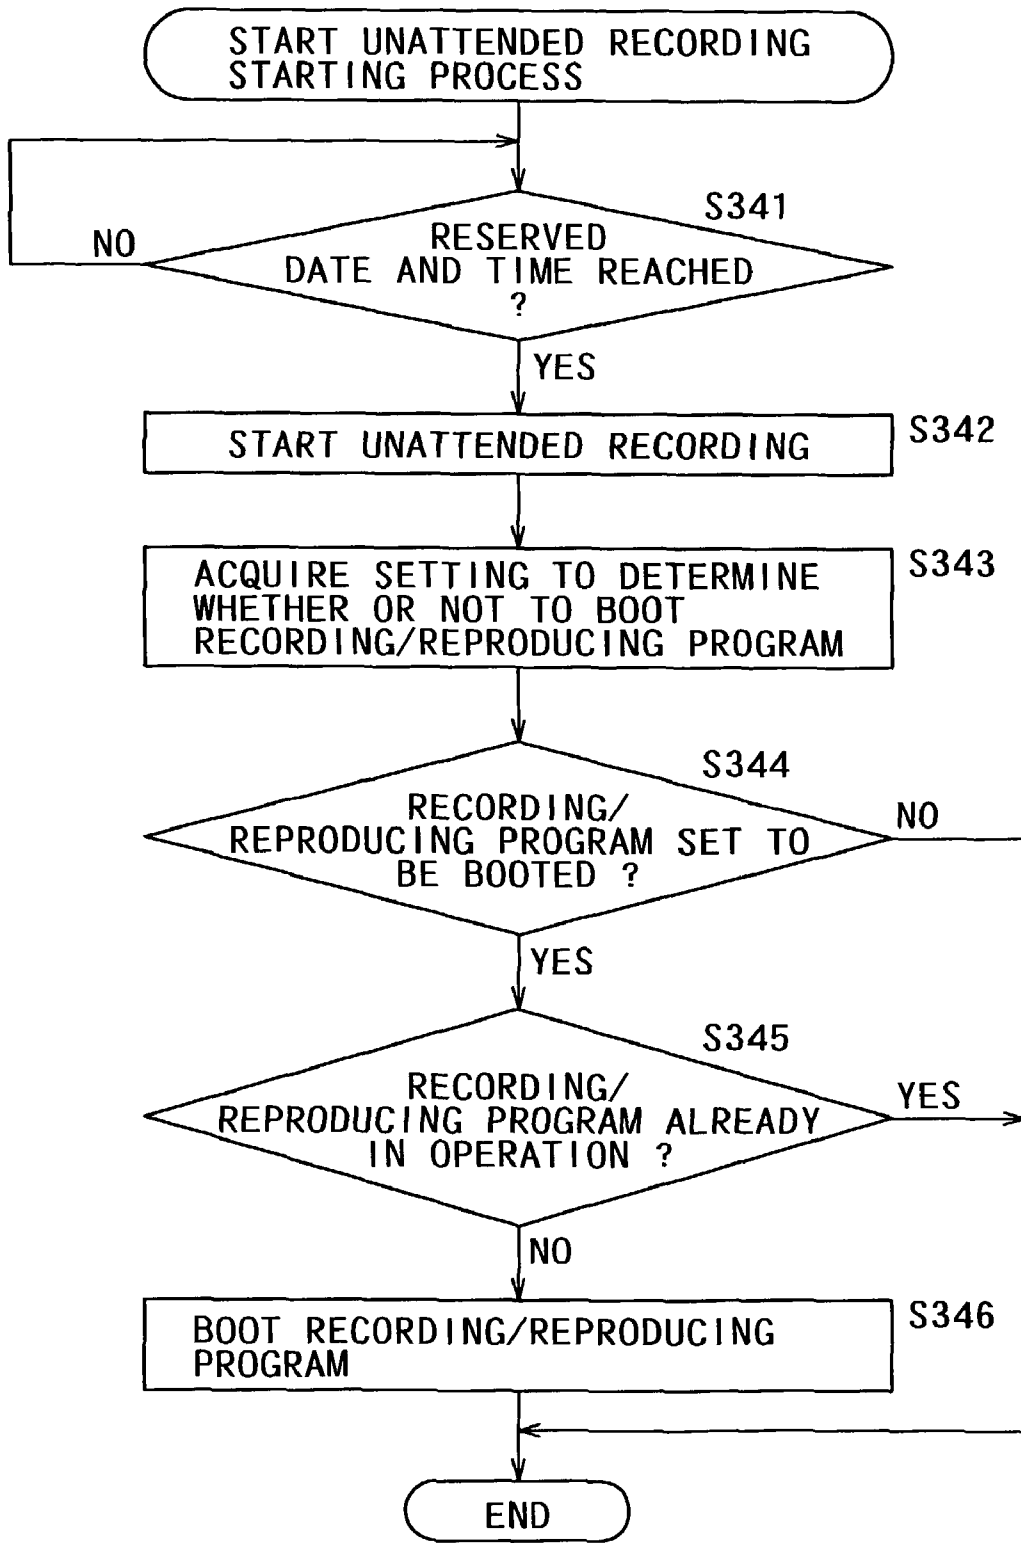 START UNATTENDED RECORDING
STARTING PROCESS
S341
NO
RESERVED
DATE AND TIME REACHED
?
YES
START UNATTENDED RECORDING
S342
ACQUIRE SETTING TO DETERMINE
WHETHER OR NOT TO BOOT
RECORDING/REPRODUCING PROGRAM
S343
S344
RECORDING/
REPRODUCING PROGRAM SET TO
BE BOOTED ?
NO
YES
S345
RECORDING/
REPRODUCING PROGRAM ALREADY
IN OPERATION ?
YES
NO
BOOT RECORDING/REPRODUCING
PROGRAM
S346
END